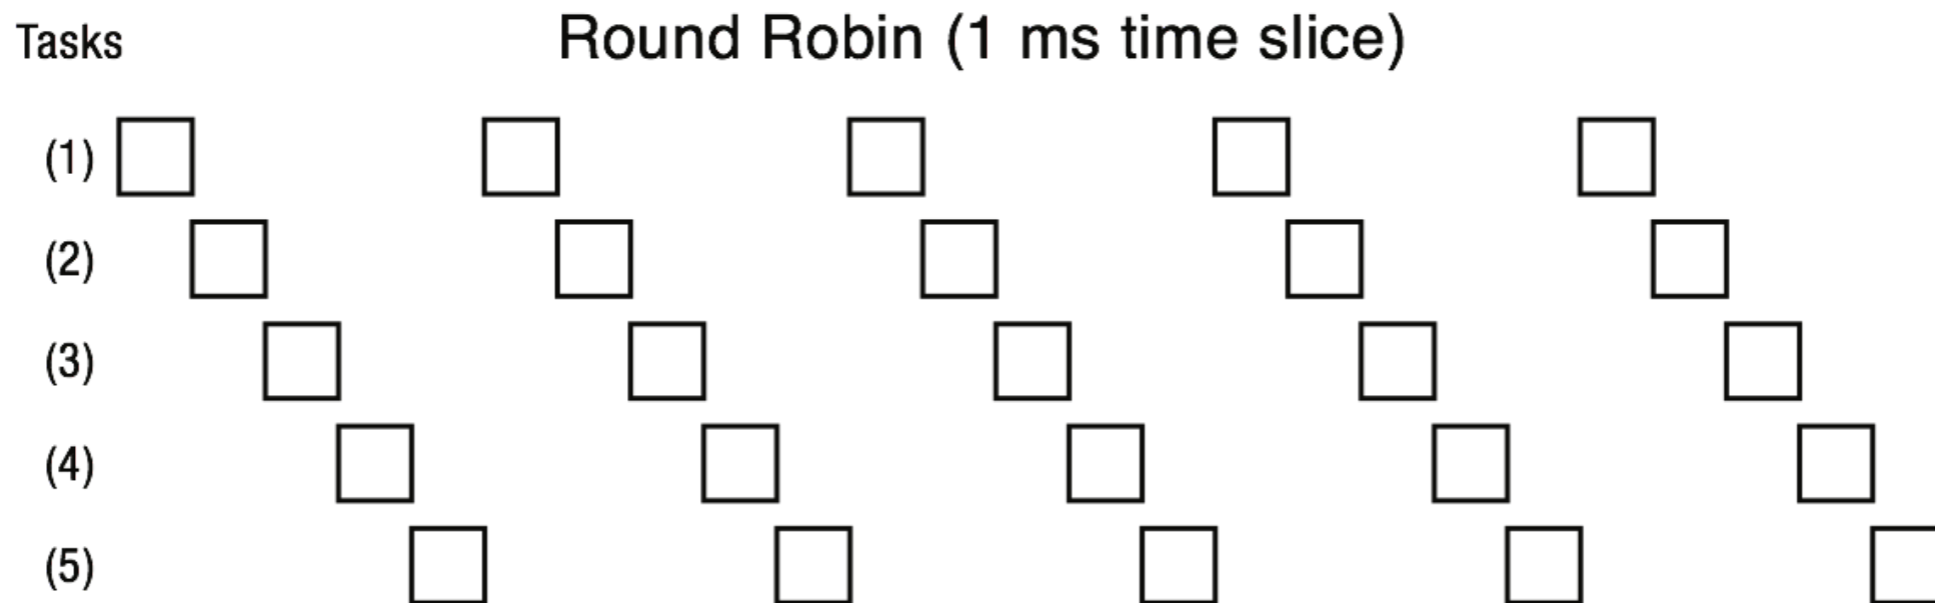 Tasks
Round Robin (1 ms time slice)
(1)
(2)
(3)
(4)
(5)